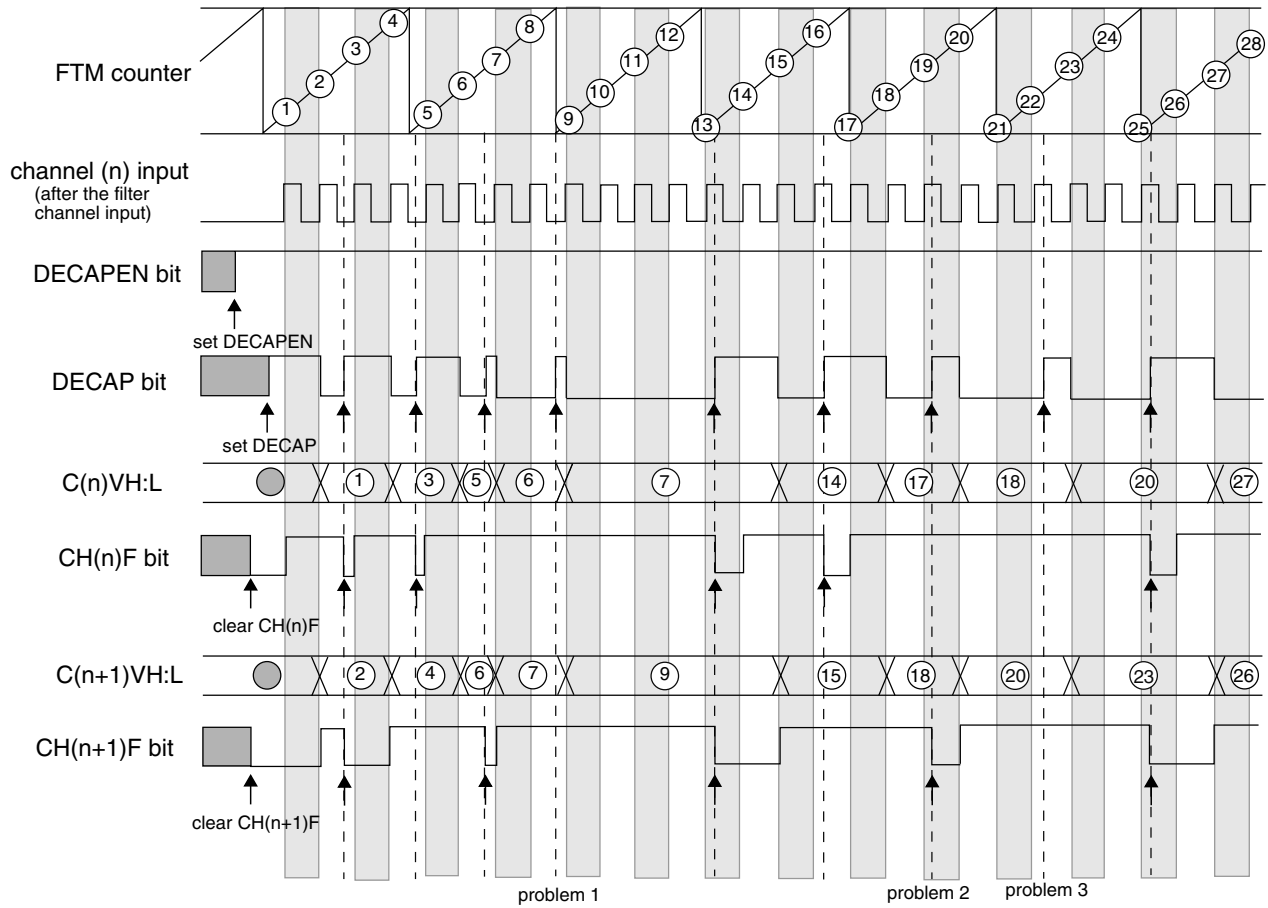 4 8 12 16 20 24 28
FTM counter
3 7 11 15 19 23 27
2 6 10 14 18 22 26
1 5 9 13 17 21 25
channel (n) input
(after the filter
channel input)
DECAPEN bit
set DECAPEN
DECAP bit
set DECAP
C(n)VH:L 1 3 5 6 7 14 17 18 20 27
CH(n)F bit
clear CH(n)F
C(n+1)VH:L 2 4 6 7 9 15 18 20 23 26
CH(n+1)F bit
clear CH(n+1)F
problem 1 problem 2 problem 3